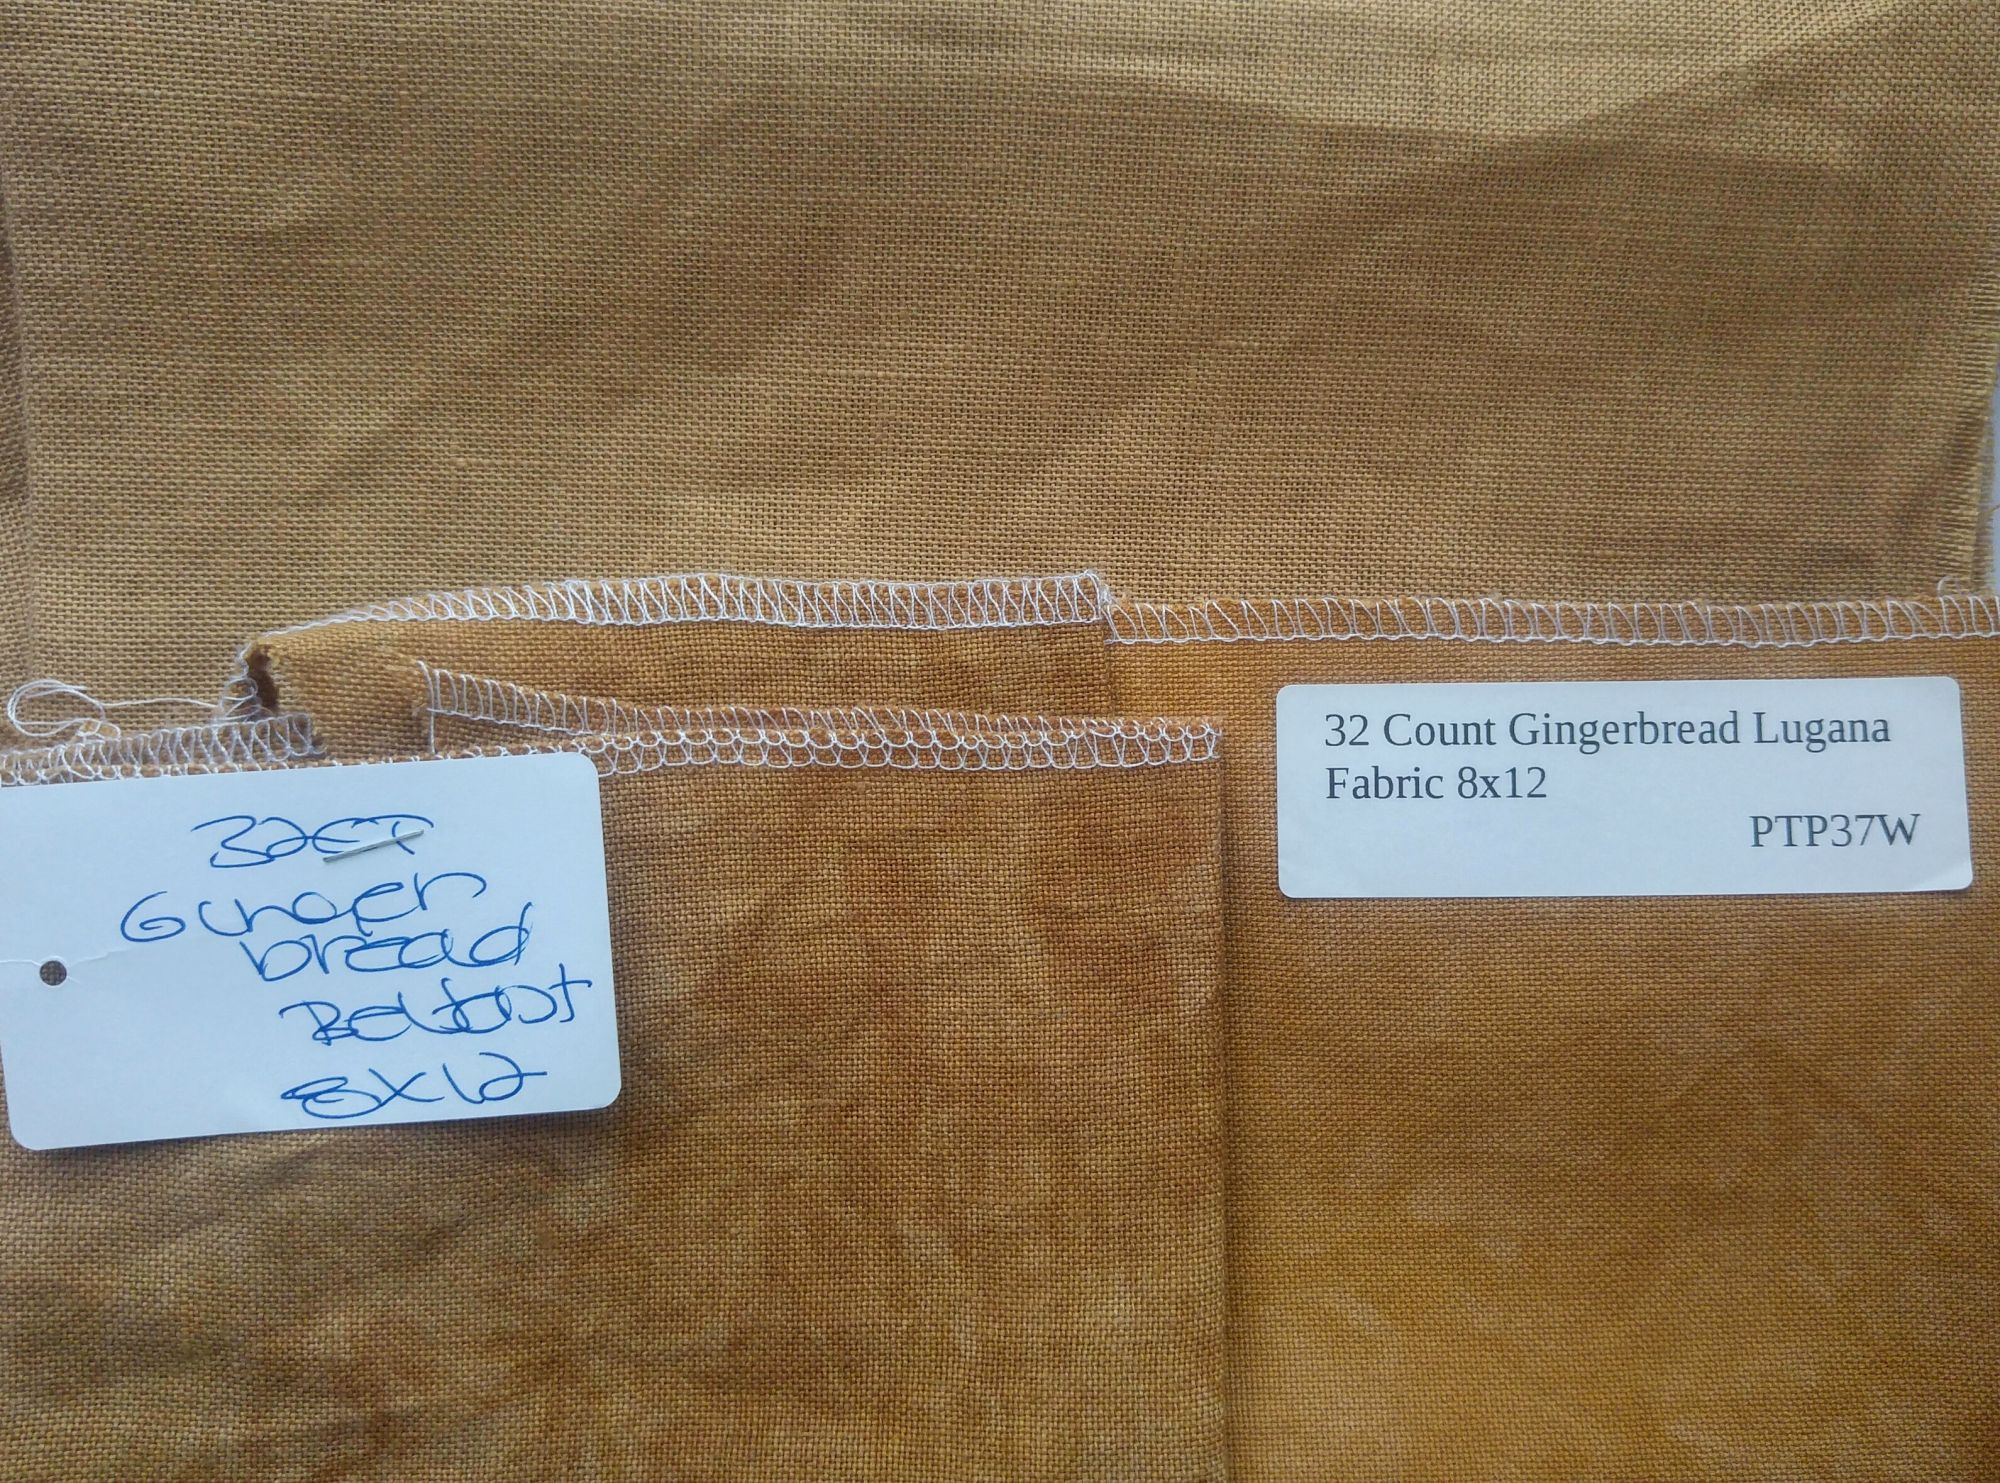 32CT
Ginger
bread
Belfast
8x12
32 Count Gingerbread Lugana
Fabric 8x12
PTP37W